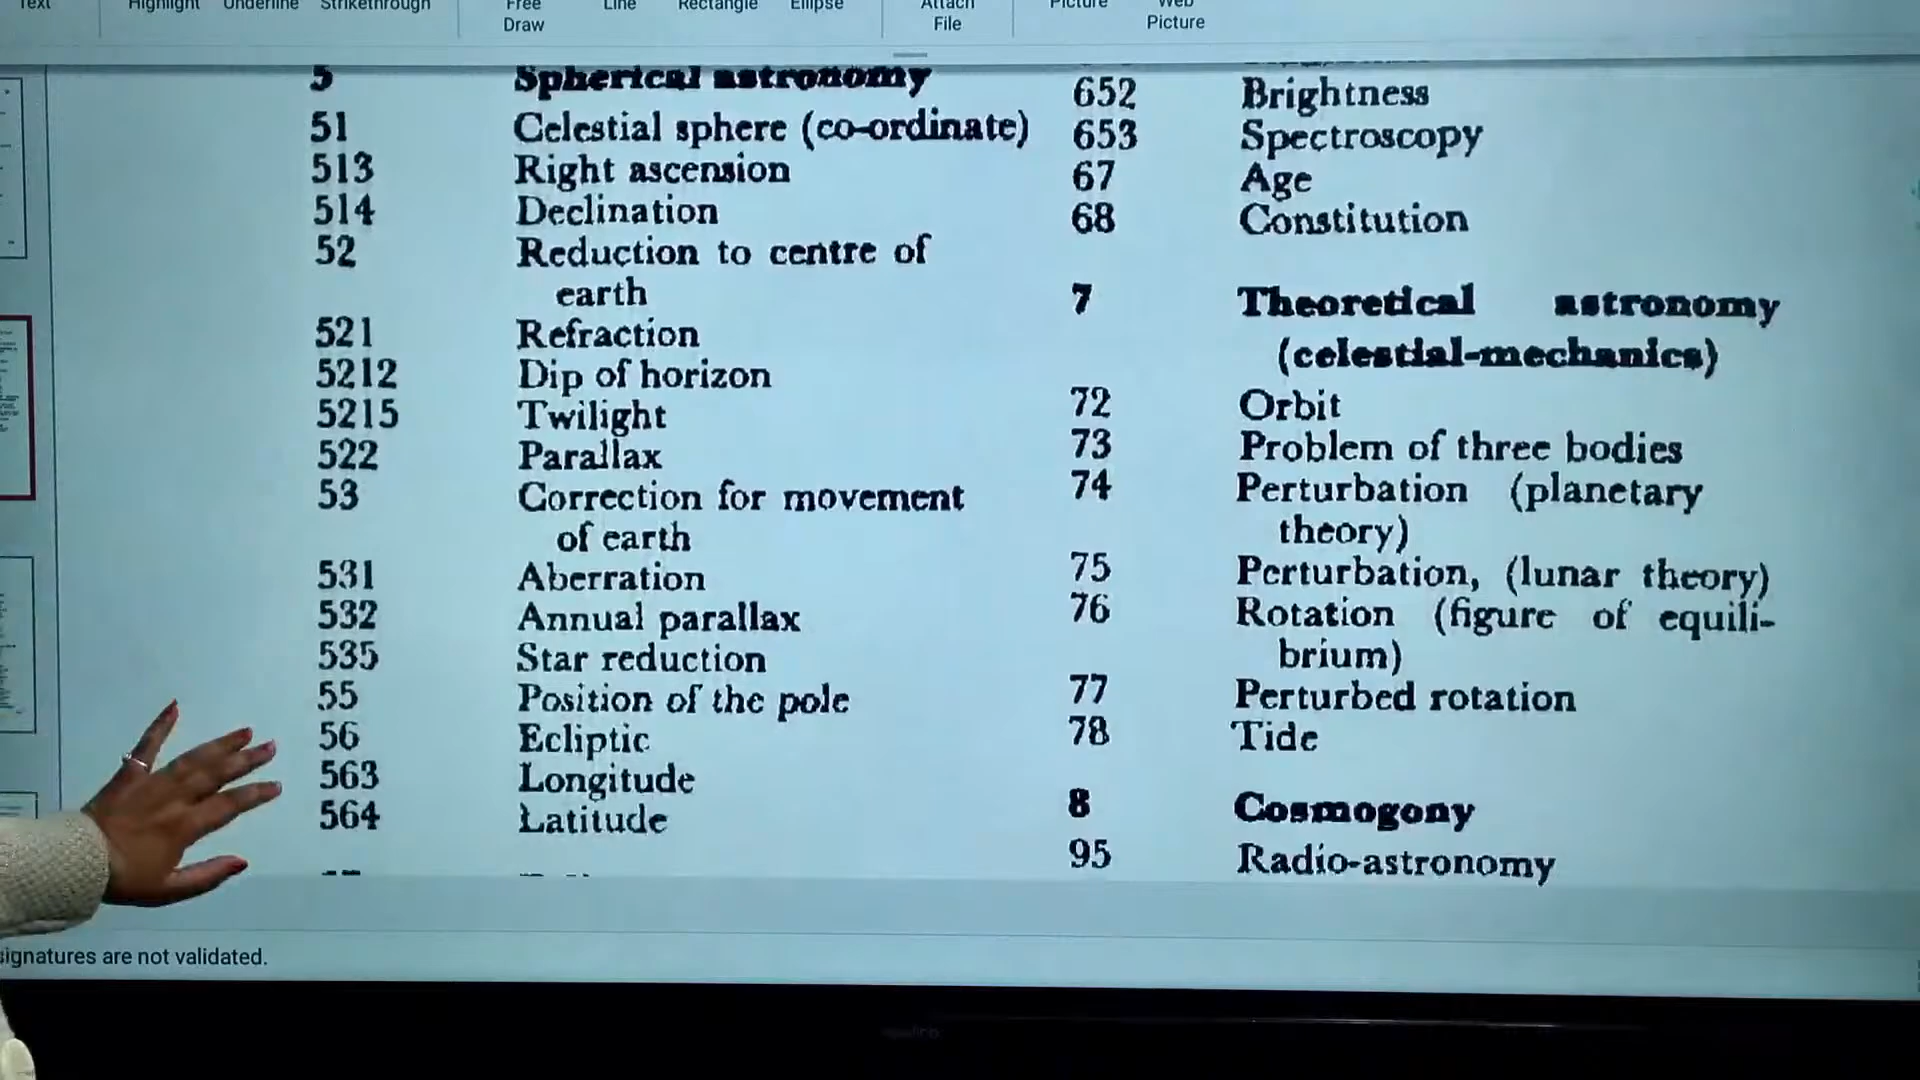 Text Highlight Underline Strikethrough Free Draw Line Rectangle Ellipse Attach File Picture Web Picture
5 Spherical astronomy
51 Celestial sphere (co-ordinate)
513 Right ascension
514 Declination
52 Reduction to centre of
earth
521 Refraction
5212 Dip of horizon
5215 Twilight
522 Parallax
53 Correction for movement
of earth
531 Aberration
532 Annual parallax
535 Star reduction
55 Position of the pole
56 Ecliptic
563 Longitude
564 Latitude
652 Brightness
653 Spectroscopy
67 Age
68 Constitution
7 Theoretical astronomy
(celestial-mechanics)
72 Orbit
73 Problem of three bodies
74 Perturbation (planetary
theory)
75 Perturbation, (lunar theory)
76 Rotation (figure of equili-
brium)
77 Perturbed rotation
78 Tide
8 Cosmogony
95 Radio-astronomy
signatures are not validated.